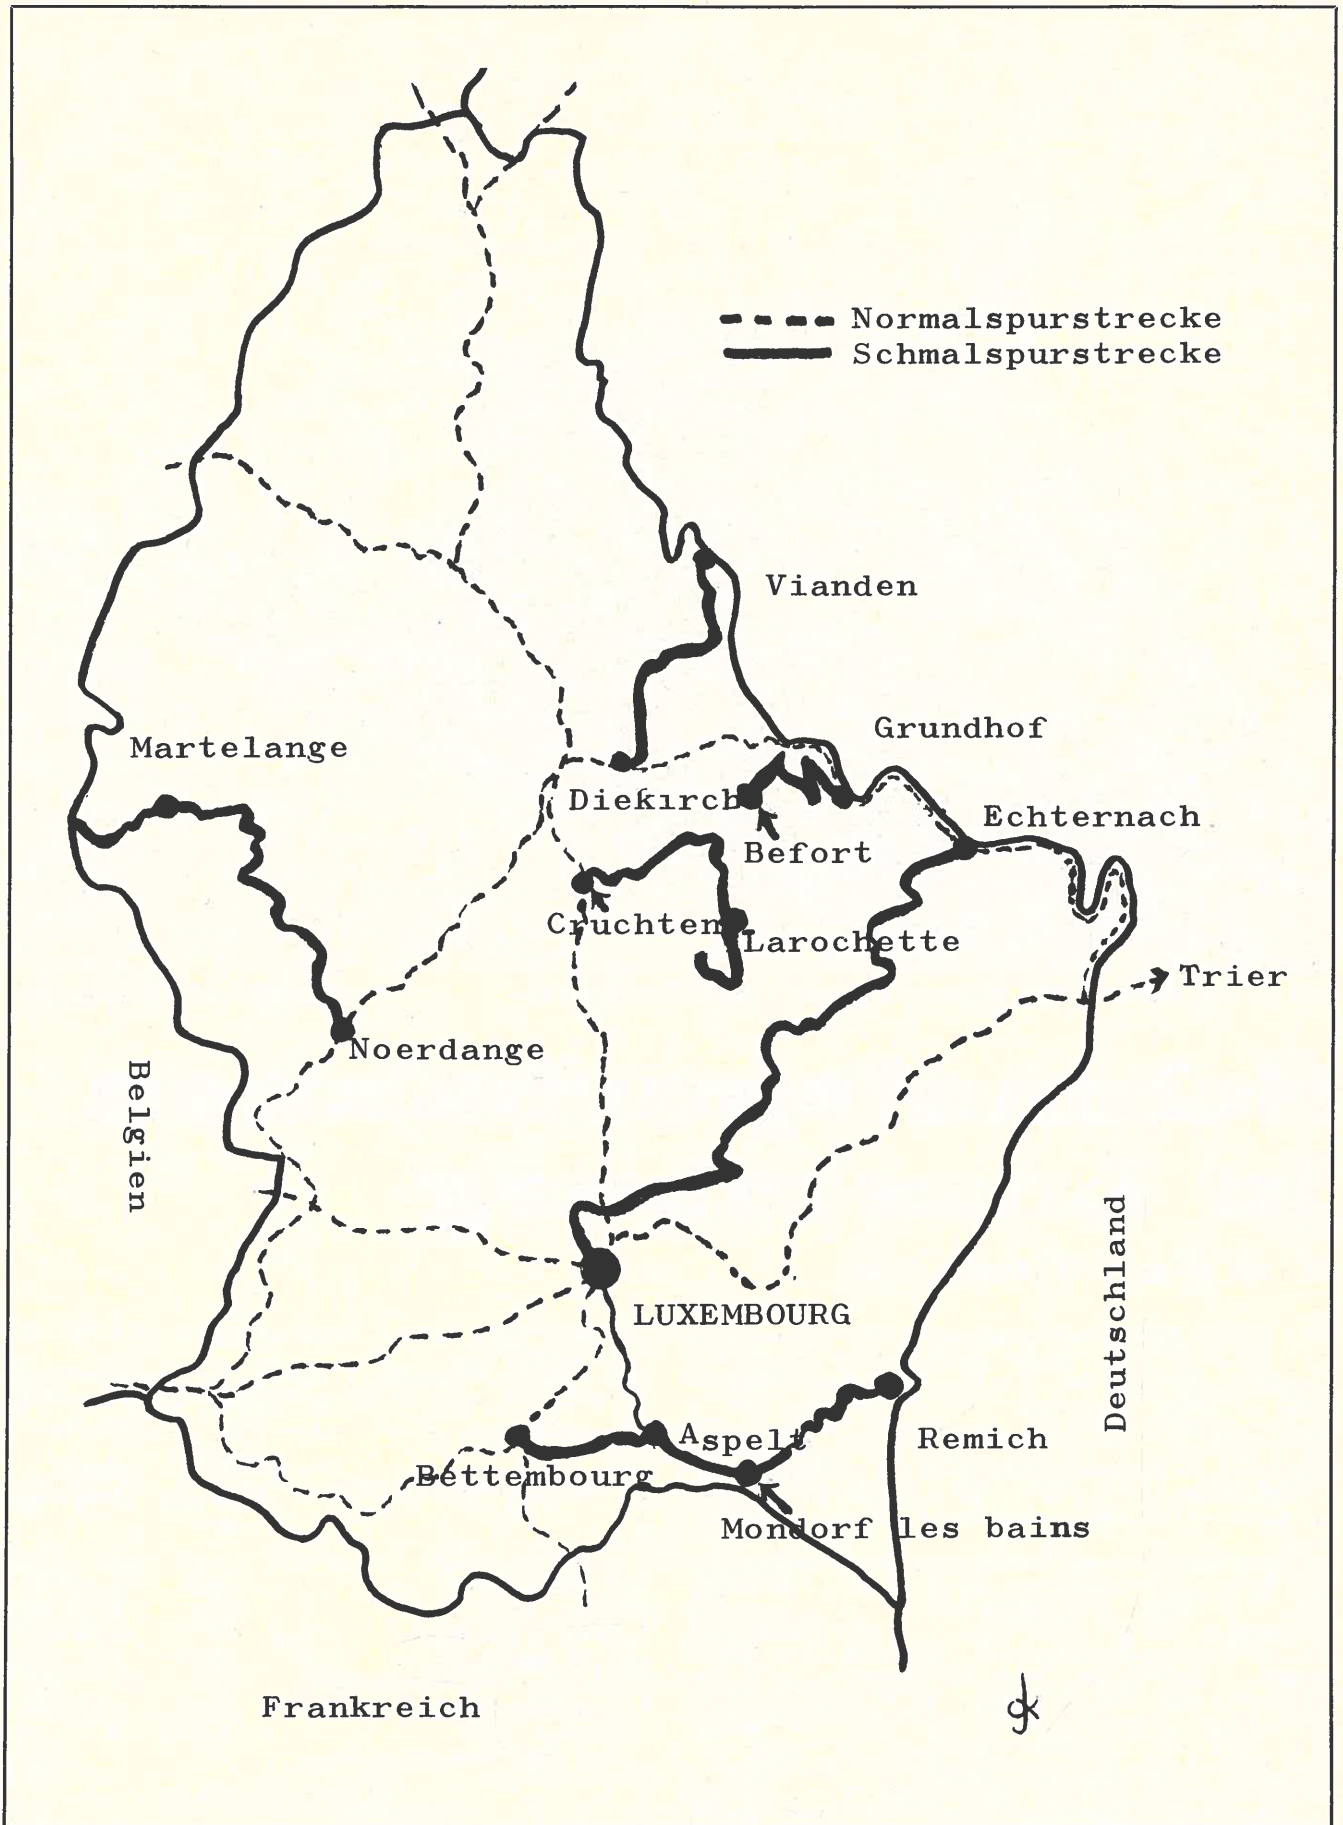 Normalspurstrecke
Schmalspurstrecke
Vianden
Grundhof
Martelange
Diekirch
Echternach
Befort
Cruchten
Larochette
Trier
Noerdange
Belgien
Deutschland
LUXEMBOURG
Aspelt
Remich
Bettembourg
Mondorf les bains
Frankreich
gk